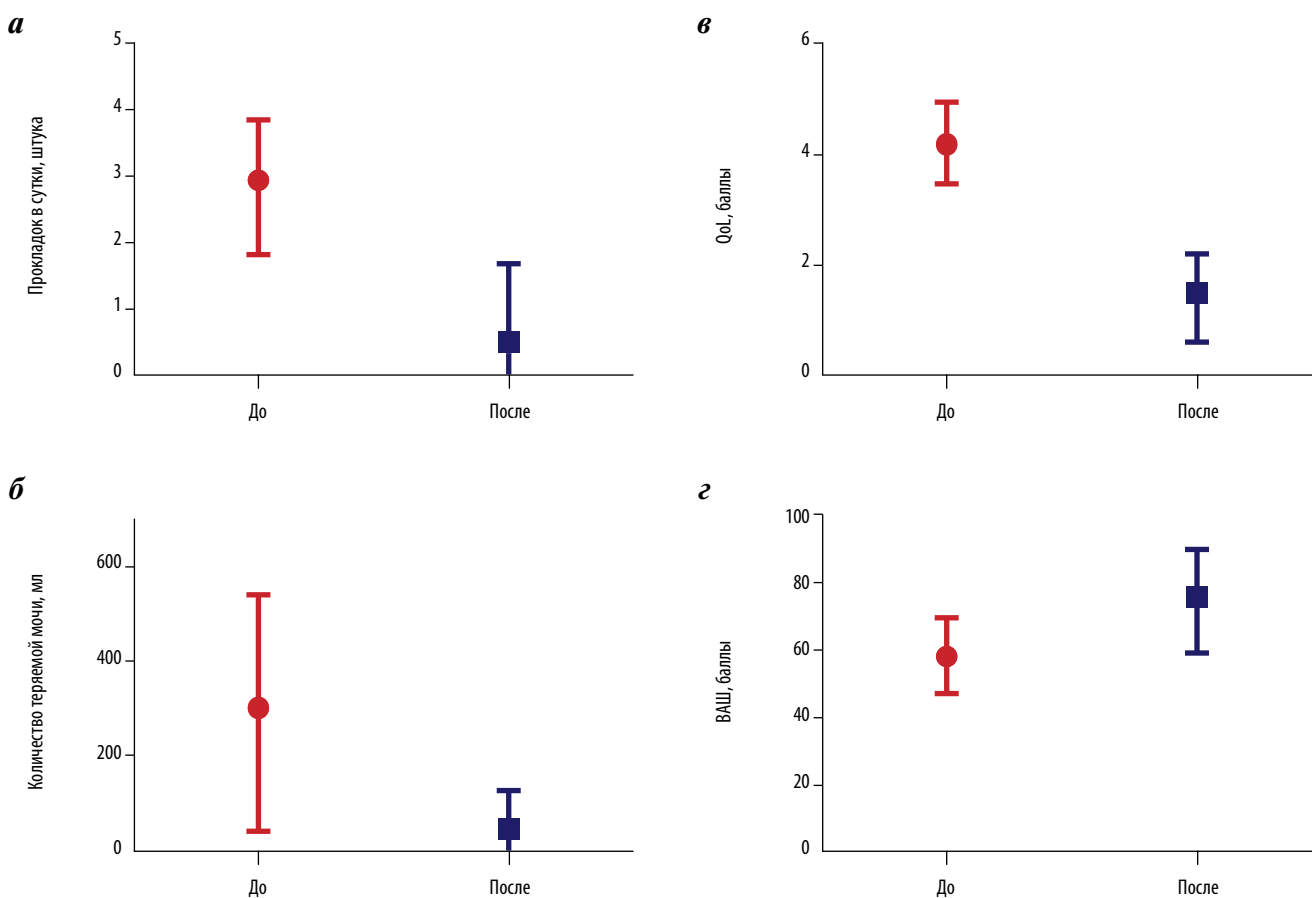 а
Прокладок в сутки, штука
5
4
3
2
1
0
До
После
в
QoL, баллы
6
4
2
0
До
После
б
Количество теряемой мочи, мл
600
400
200
0
До
После
г
ВАШ, баллы
100
80
60
40
20
0
До
После